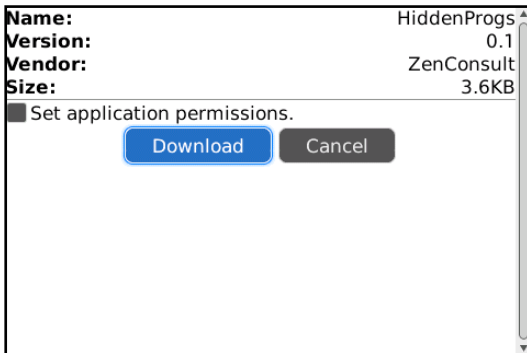 Name: HiddenProgs
Version: 0.1
Vendor: ZenConsult
Size: 3.6KB
Set application permissions.
Download Cancel